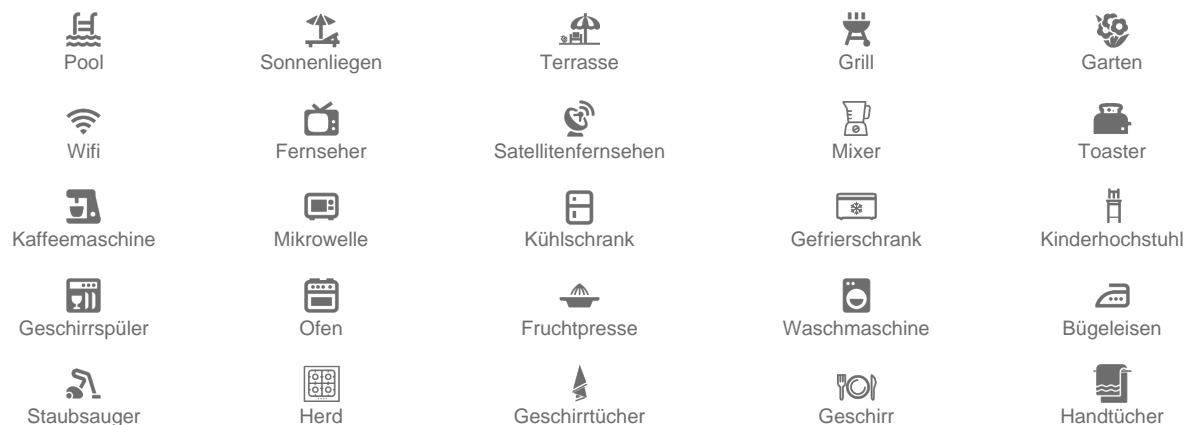 Pool Sonnenliegen Terrasse Grill Garten
Wifi Fernseher Satellitenfernsehen Mixer Toaster
Kaffeemaschine Mikrowelle Kühlschrank Gefrierschrank Kinderhochstuhl
Geschirrspüler Ofen Fruchtpresse Waschmaschine Bügeleisen
Staubsauger Herd Geschirrtücher Geschirr Handtücher